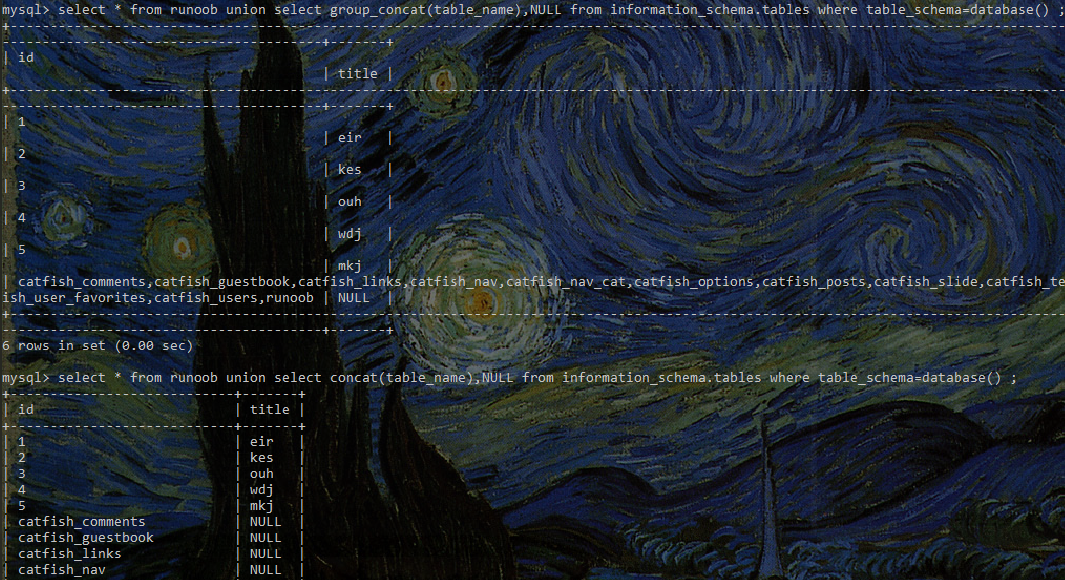 mysql> select * from runoob union select group_concat(table_name),NULL from information_schema.tables where table_schema=database() ;
+-------------------------------------------------------------------------------------------------------------------------------------
----------------------------------------+-------+
| id
                                        | title |
+-------------------------------------------------------------------------------------------------------------------------------------
----------------------------------------+-------+
| 1
                                        | eir   |
| 2
                                        | kes   |
| 3
                                        | ouh   |
| 4
                                        | wdj   |
| 5
                                        | mkj   |
| catfish_comments,catfish_guestbook,catfish_links,catfish_nav,catfish_nav_cat,catfish_options,catfish_posts,catfish_slide,catfish_te
ish_user_favorites,catfish_users,runoob | NULL  |
+-------------------------------------------------------------------------------------------------------------------------------------
----------------------------------------+-------+
6 rows in set (0.00 sec)
mysql> select * from runoob union select concat(table_name),NULL from information_schema.tables where table_schema=database() ;
+----------------------------+-------+
| id                         | title |
+----------------------------+-------+
| 1                          | eir   |
| 2                          | kes   |
| 3                          | ouh   |
| 4                          | wdj   |
| 5                          | mkj   |
| catfish_comments           | NULL  |
| catfish_guestbook          | NULL  |
| catfish_links              | NULL  |
| catfish_nav                | NULL  |